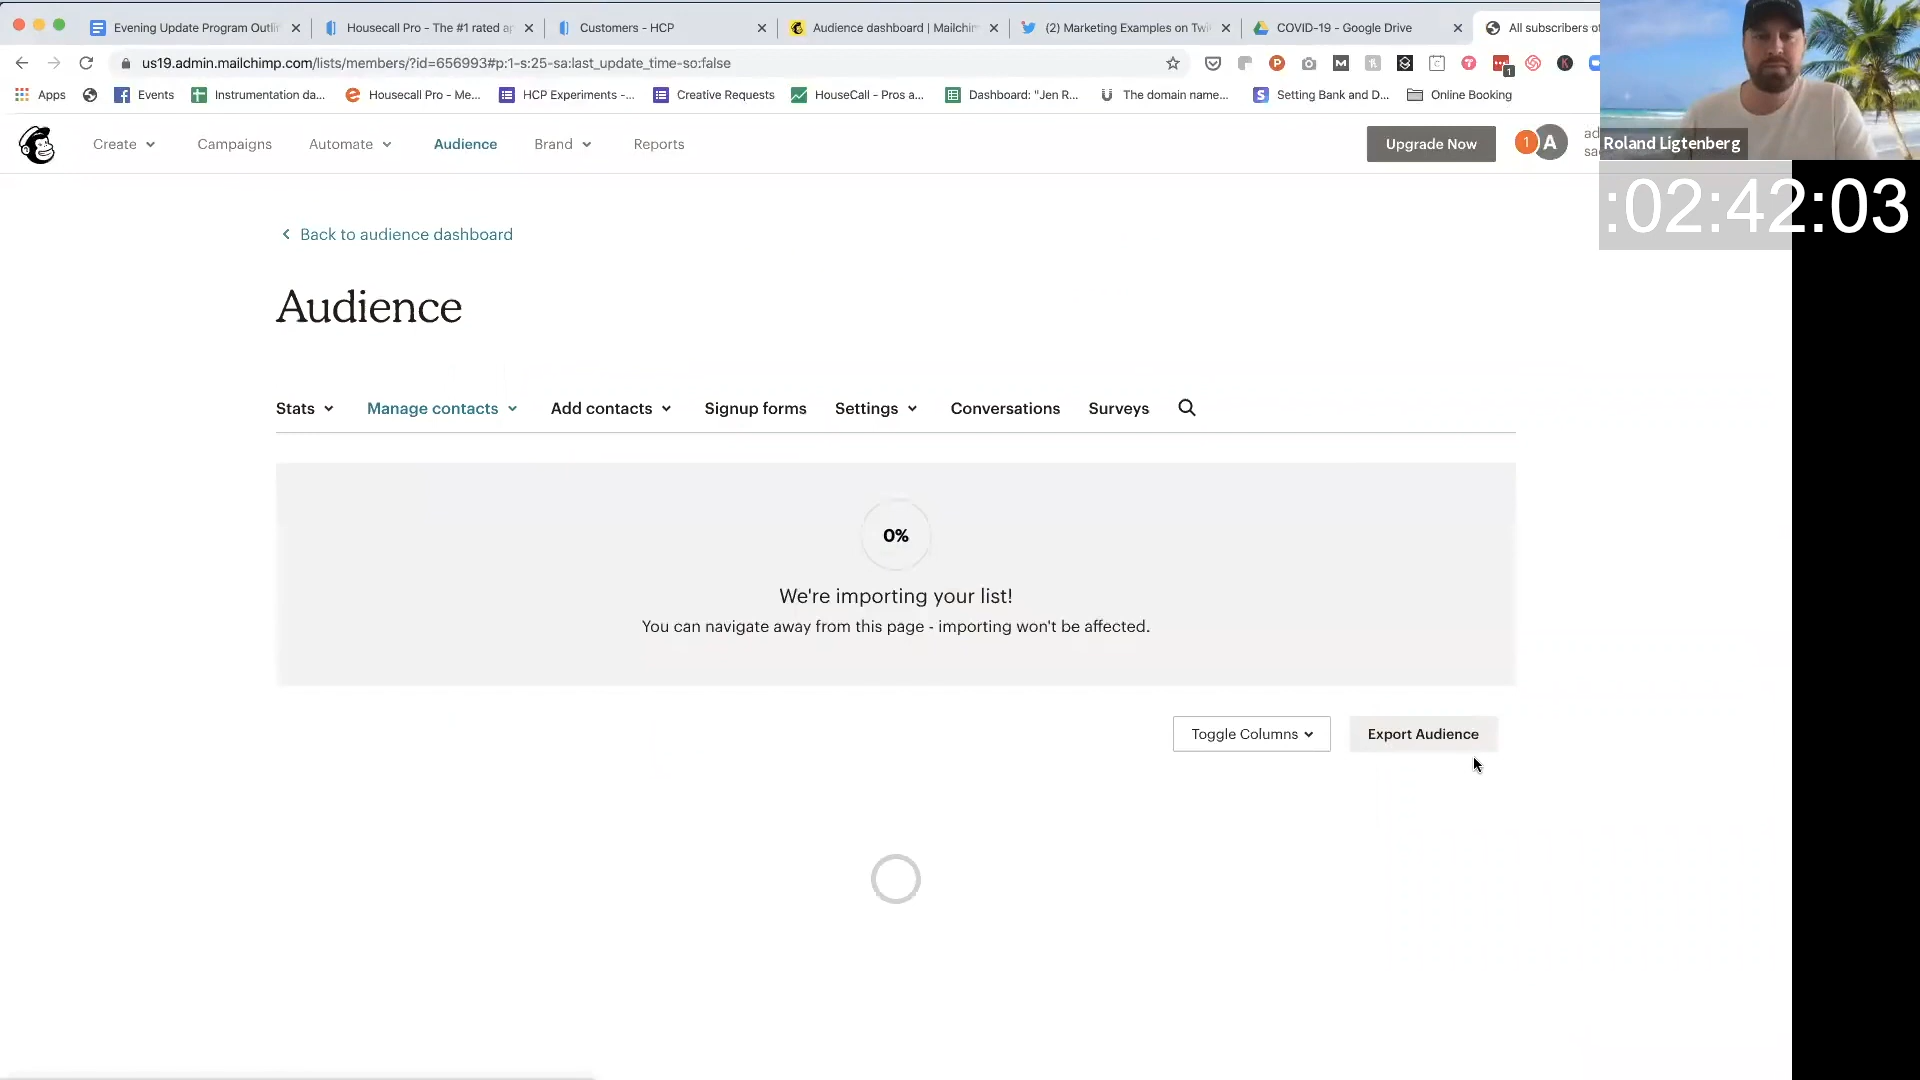 Evening Update Program Outlin
Housecall Pro - The #1 rated ap
Customers - HCP
Audience dashboard | Mailchim
(2) Marketing Examples on Twi
COVID-19 - Google Drive
All subscribers of
us19.admin.mailchimp.com/lists/members/?id=656993#p:1-s:25-sa:last_update_time-so:false
Apps
Events
Instrumentation da...
Housecall Pro - Me...
HCP Experiments -...
Creative Requests
HouseCall - Pros a...
Dashboard: "Jen R...
The domain name...
Setting Bank and D...
Online Booking
Create
Campaigns
Automate
Audience
Brand
Reports
Upgrade Now
1
A
Roland Ligtenberg
:02:42:03
Back to audience dashboard
Audience
Stats
Manage contacts
Add contacts
Signup forms
Settings
Conversations
Surveys
0%
We're importing your list!
You can navigate away from this page - importing won't be affected.
Toggle Columns
Export Audience